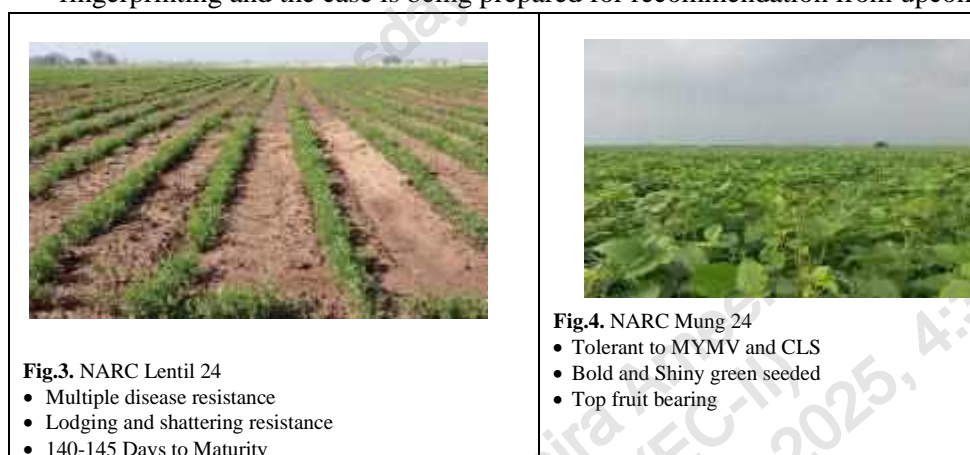 fingerprinting and the case is being prepared for recommendation from
Fig.3. NARC Lentil 24
• Multiple disease resistance
• Lodging and shattering resistance
• 140-145 Days to Maturity
Fig.4. NARC Mung 24
• Tolerant to MYMV and CLS
• Bold and Shiny green seeded
• Top fruit bearing
2025, 4: